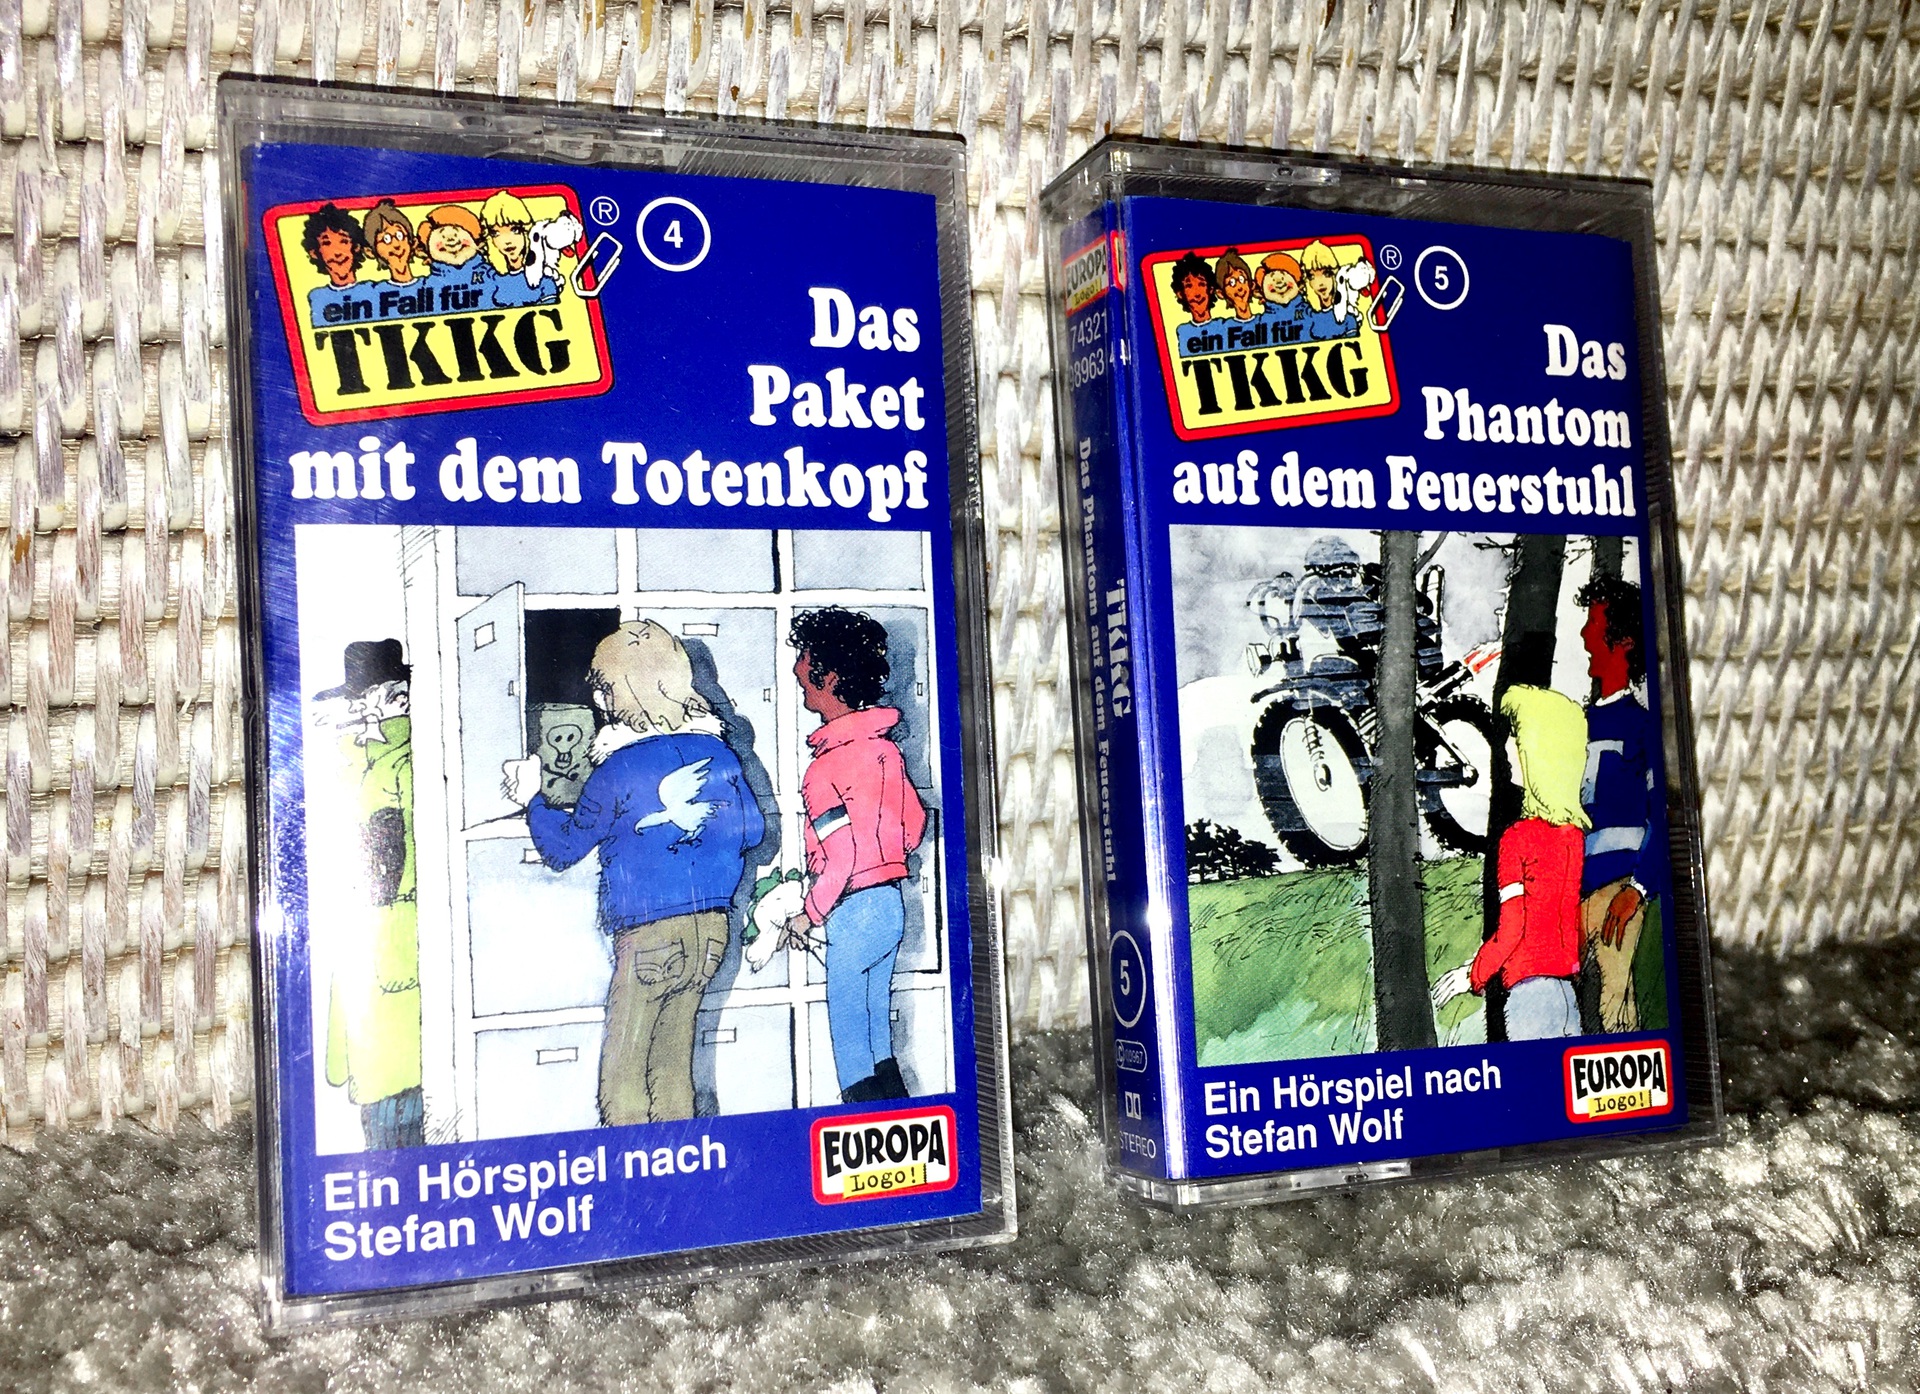 ein Fall für
TKKG
®
4
Das
Paket
mit dem Totenkopf
Ein Hörspiel nach
Stefan Wolf
EUROPA
Logo!
EUROPA
Logo!
74321
Das Phantom auf dem Feuerstuhl
TKKG
5
STEREO
K
ein Fall für
TKKG
®
5
Das
Phantom
auf dem Feuerstuhl
Ein Hörspiel nach
Stefan Wolf
EUROPA
Logo!